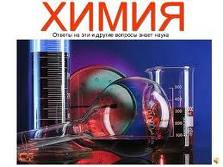 ХИМИЯ
Ответы на эти и другие вопросы знает наука